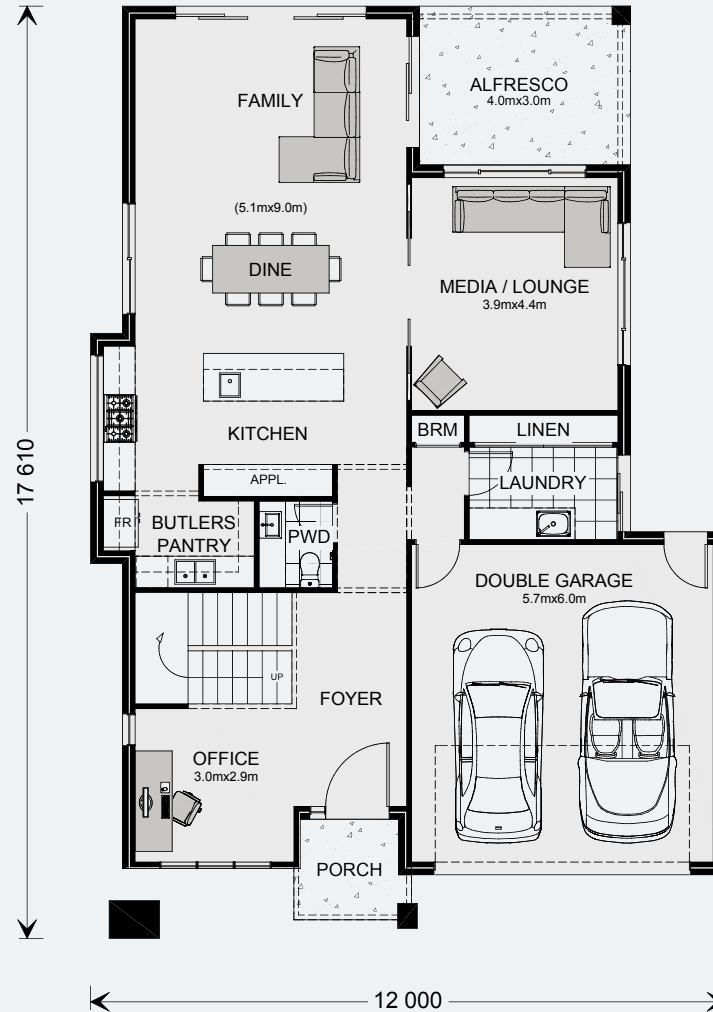 FAMILY
ALFRESCO
4.0mx3.0m
(5.1mx9.0m)
DINE
MEDIA / LOUNGE
3.9mx4.4m
KITCHEN
BRM
LINEN
APPL.
LAUNDRY
17 610
FR
BUTLERS
PANTRY
PWD
DOUBLE GARAGE
5.7mx6.0m
UP
FOYER
OFFICE
3.0mx2.9m
PORCH
12 000